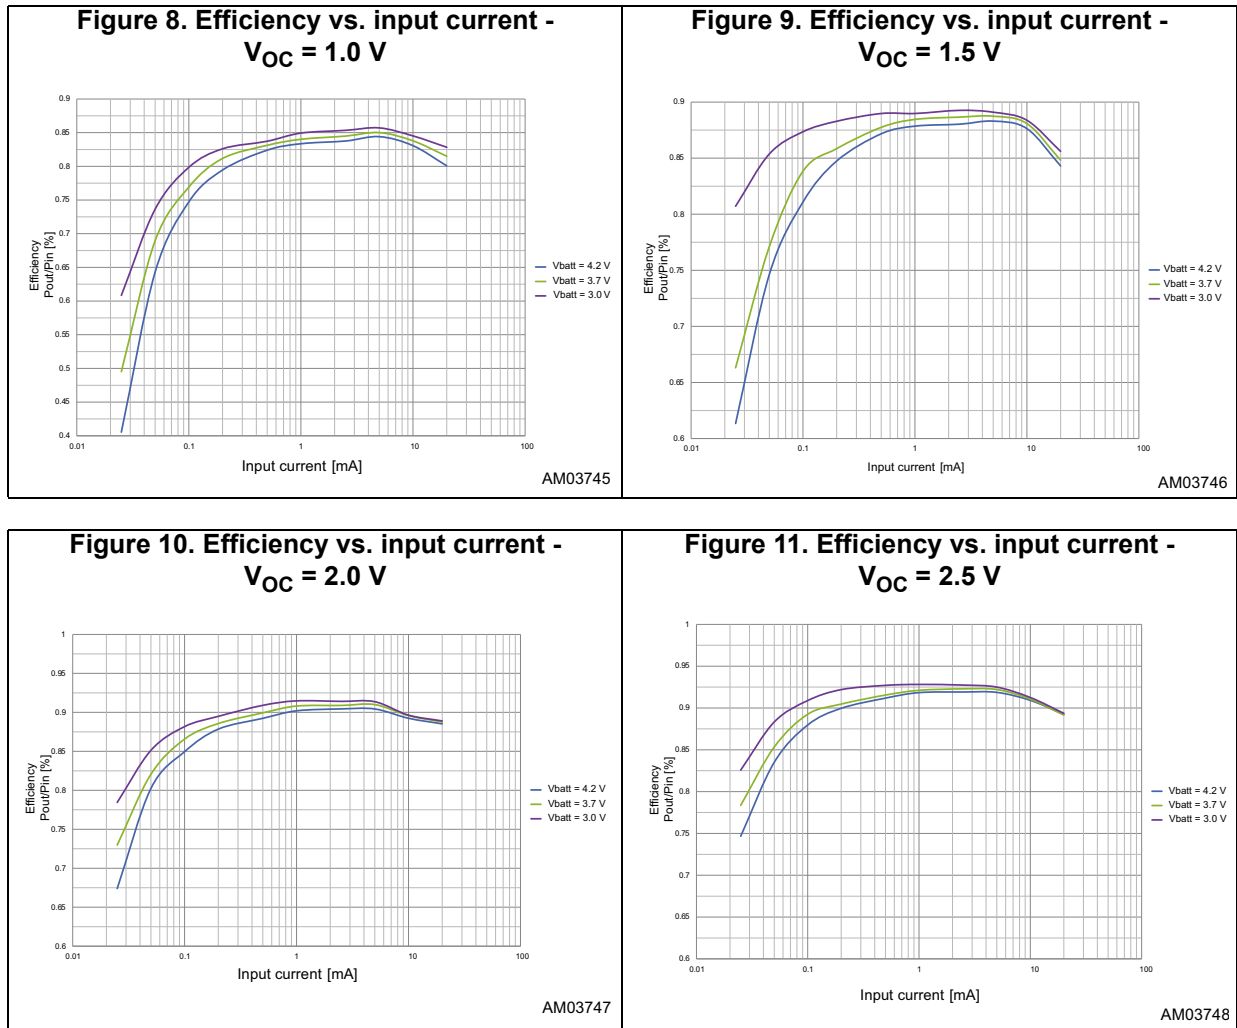 Figure 8. Efficiency vs. input current -
VOC = 1.0 V
0.9
0.85
0.8
0.75
0.7
0.65
0.6
0.55
0.5
0.45
0.4
0.01
0.1
1
10
100
Efficiency
Pout/Pin [%]
Input current [mA]
Vbatt = 4.2 V
Vbatt = 3.7 V
Vbatt = 3.0 V
AM03745
Figure 9. Efficiency vs. input current -
VOC = 1.5 V
0.9
0.85
0.8
0.75
0.7
0.65
0.6
0.01
0.1
1
10
100
Efficiency
Pout/Pin [%]
Input current [mA]
Vbatt = 4.2 V
Vbatt = 3.7 V
Vbatt = 3.0 V
AM03746
Figure 10. Efficiency vs. input current -
VOC = 2.0 V
1
0.95
0.9
0.85
0.8
0.75
0.7
0.65
0.6
0.01
0.1
1
10
100
Efficiency
Pout/Pin [%]
Input current [mA]
Vbatt = 4.2 V
Vbatt = 3.7 V
Vbatt = 3.0 V
AM03747
Figure 11. Efficiency vs. input current -
VOC = 2.5 V
1
0.95
0.9
0.85
0.8
0.75
0.7
0.65
0.6
0.01
0.1
1
10
100
Efficiency
Pout/Pin [%]
Input current [mA]
Vbatt = 4.2 V
Vbatt = 3.7 V
Vbatt = 3.0 V
AM03748